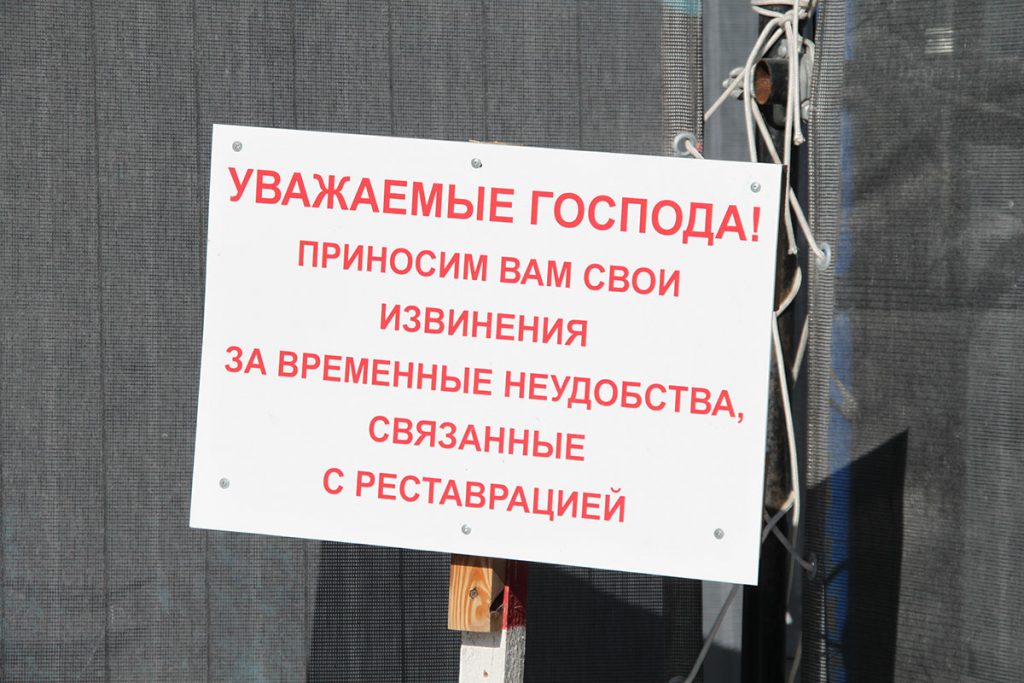 УВАЖАЕМЫЕ ГОСПОДА!
ПРИНОСИМ ВАМ СВОИ
ИЗВИНЕНИЯ
ЗА ВРЕМЕННЫЕ НЕУДОБСТВА,
СВЯЗАННЫЕ
С РЕСТАВРАЦИЕЙ